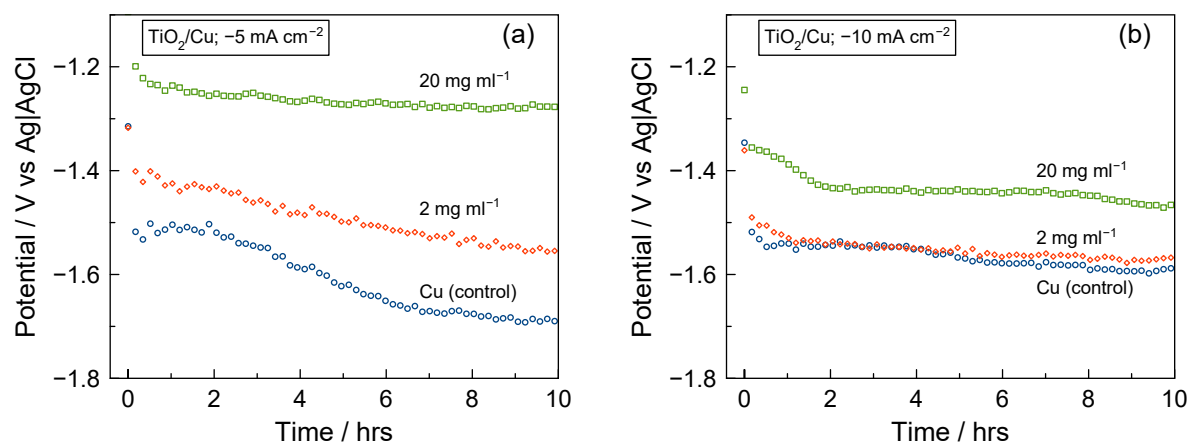 TiO₂/Cu; −5 mA cm⁻²
(a)
20 mg ml⁻¹
2 mg ml⁻¹
Cu (control)
−1.2
−1.4
−1.6
−1.8
0 2 4 6 8 10
Time / hrs
Potential / V vs Ag|AgCl
TiO₂/Cu; −10 mA cm⁻²
(b)
20 mg ml⁻¹
2 mg ml⁻¹
Cu (control)
−1.2
−1.4
−1.6
−1.8
0 2 4 6 8 10
Time / hrs
Potential / V vs Ag|AgCl